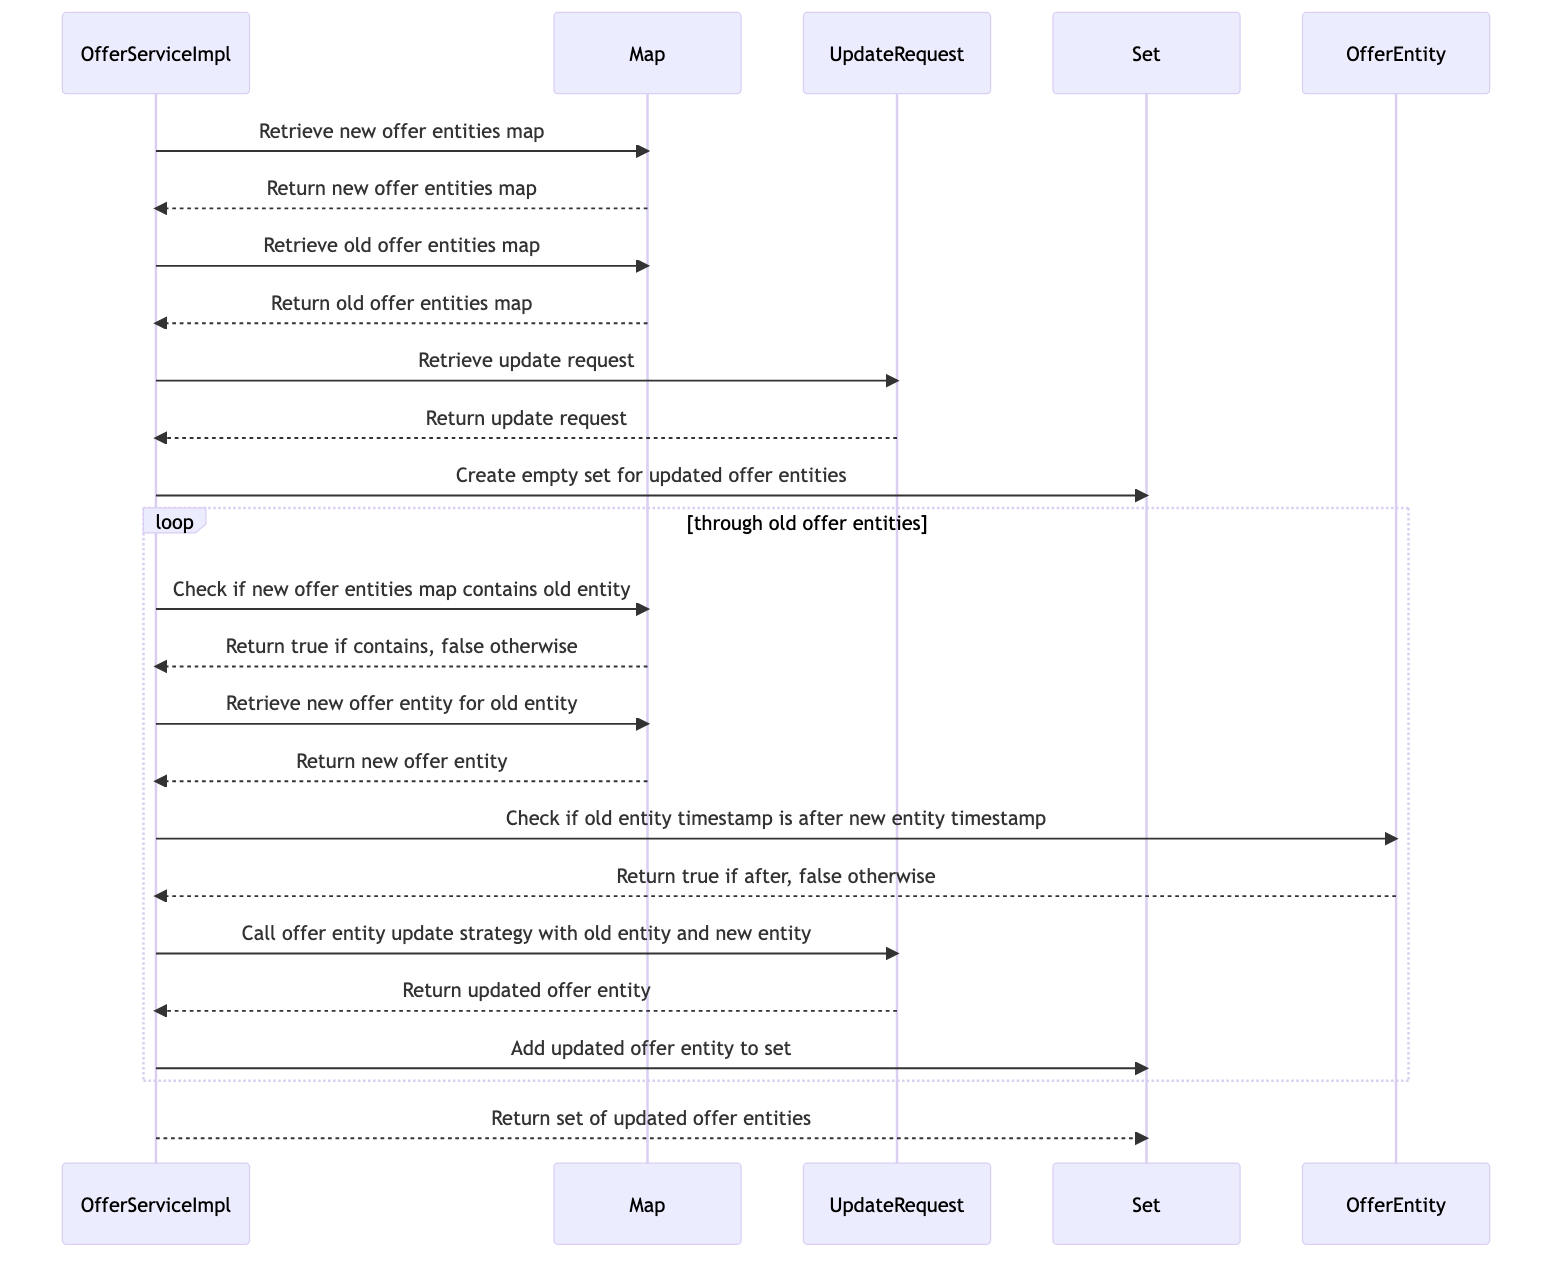 OfferServiceImpl
Map
UpdateRequest
Set
OfferEntity
Retrieve new offer entities map
Return new offer entities map
Retrieve old offer entities map
Return old offer entities map
Retrieve update request
Return update request
Create empty set for updated offer entities
loop
[through old offer entities]
Check if new offer entities map contains old entity
Return true if contains, false otherwise
Retrieve new offer entity for old entity
Return new offer entity
Check if old entity timestamp is after new entity timestamp
Return true if after, false otherwise
Call offer entity update strategy with old entity and new entity
Return updated offer entity
Add updated offer entity to set
Return set of updated offer entities
OfferServiceImpl
Map
UpdateRequest
Set
OfferEntity